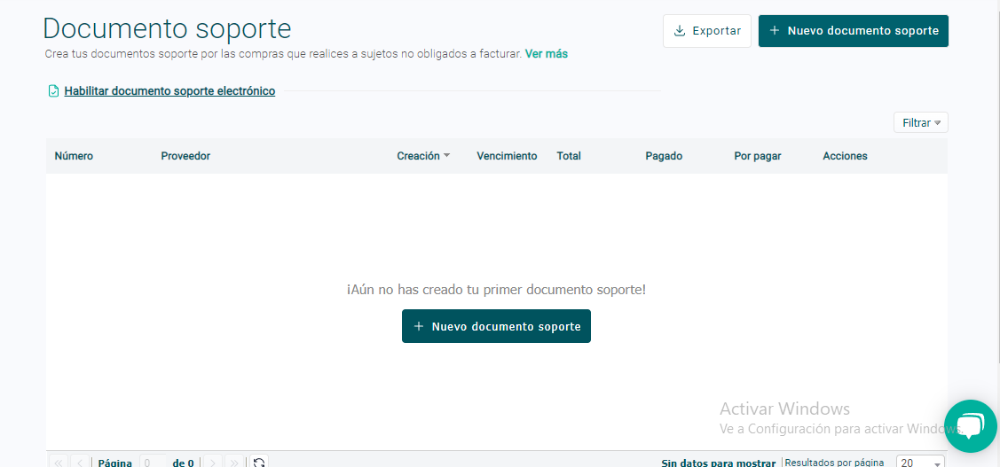 Documento soporte
Exportar
+ Nuevo documento soporte
Crea tus documentos soporte por las compras que realices a sujetos no obligados a facturar. Ver más
Habilitar documento soporte electrónico
Filtrar
Número Proveedor Creación Vencimiento Total Pagado Por pagar Acciones
¡Aún no has creado tu primer documento soporte!
+ Nuevo documento soporte
Activar Windows
Ve a Configuración para activar Windows.
Página 0 de 0 Sin datos para mostrar Resultados por página 20